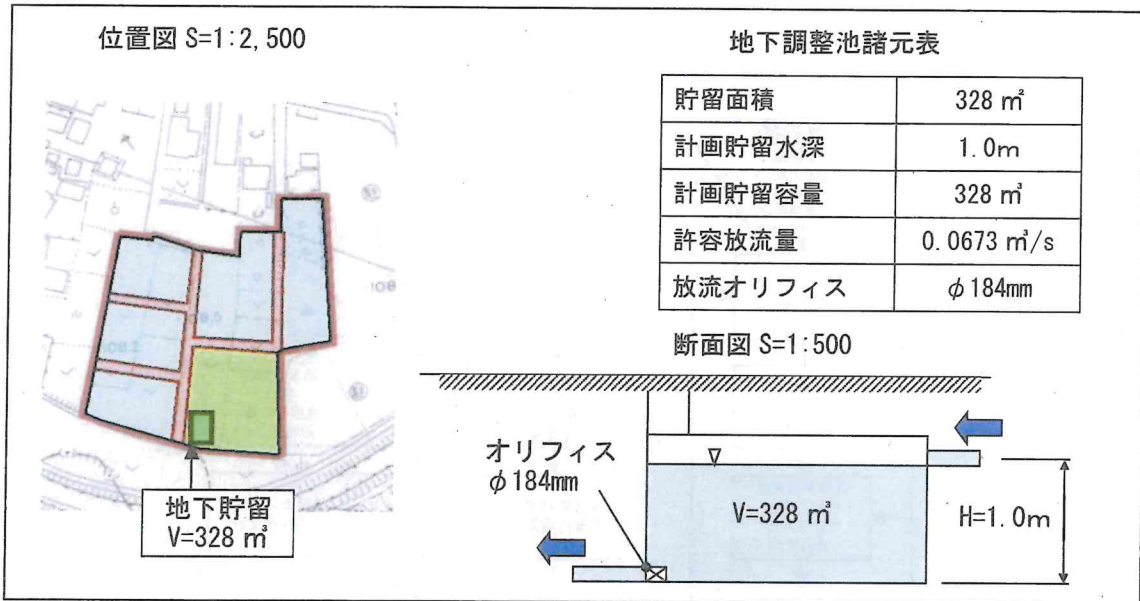 位置図 S=1:2,500
地下貯留
V=328 ㎥
地下調整池諸元表
貯留面積 328 ㎡
計画貯留水深 1.0m
計画貯留容量 328 ㎥
許容放流量 0.0673 ㎥/s
放流オリフィス φ184mm
断面図 S=1:500
オリフィス
φ184mm
V=328 ㎥
H=1.0m